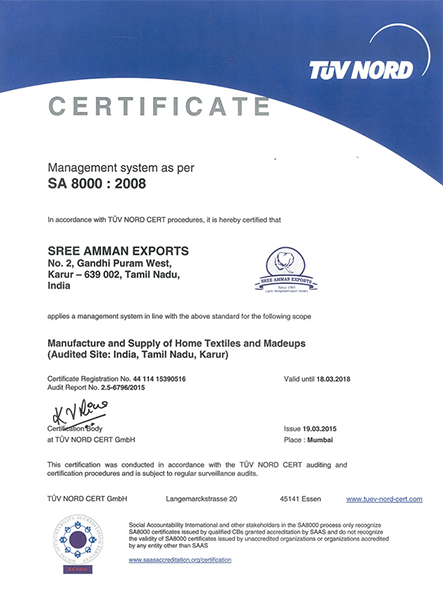 TÜV NORD
CERTIFICATE
Management system as per
SA 8000 : 2008
In accordance with TÜV NORD CERT procedures, it is hereby certified that
SREE AMMAN EXPORTS
No. 2, Gandhi Puram West,
Karur – 639 002, Tamil Nadu,
India
SREE AMMAN EXPORTS
applies a management system in line with the above standard for the following scope
Manufacture and Supply of Home Textiles and Madeups
(Audited Site: India, Tamil Nadu, Karur)
Certificate Registration No. 44 114 15390516
Valid until 18.03.2018
Audit Report No. 2.5-6796/2015
Certification Body
at TÜV NORD CERT GmbH
Issue 19.03.2015
Place : Mumbai
This certification was conducted in accordance with the TÜV NORD CERT auditing and
certification procedures and is subject to regular surveillance audits.
TÜV NORD CERT GmbH
Langemarckstrasse 20
45141 Essen
www.tuev-nord-cert.com
Social Accountability International and other stakeholders in the SA8000 process only recognize
SA8000 certificates issued by qualified CBs granted accreditation by SAAS and do not recognize
the validity of SA8000 certificates issued by unaccredited organizations or organizations accredited
by any entity other than SAAS
www.saasaccreditation.org/certification